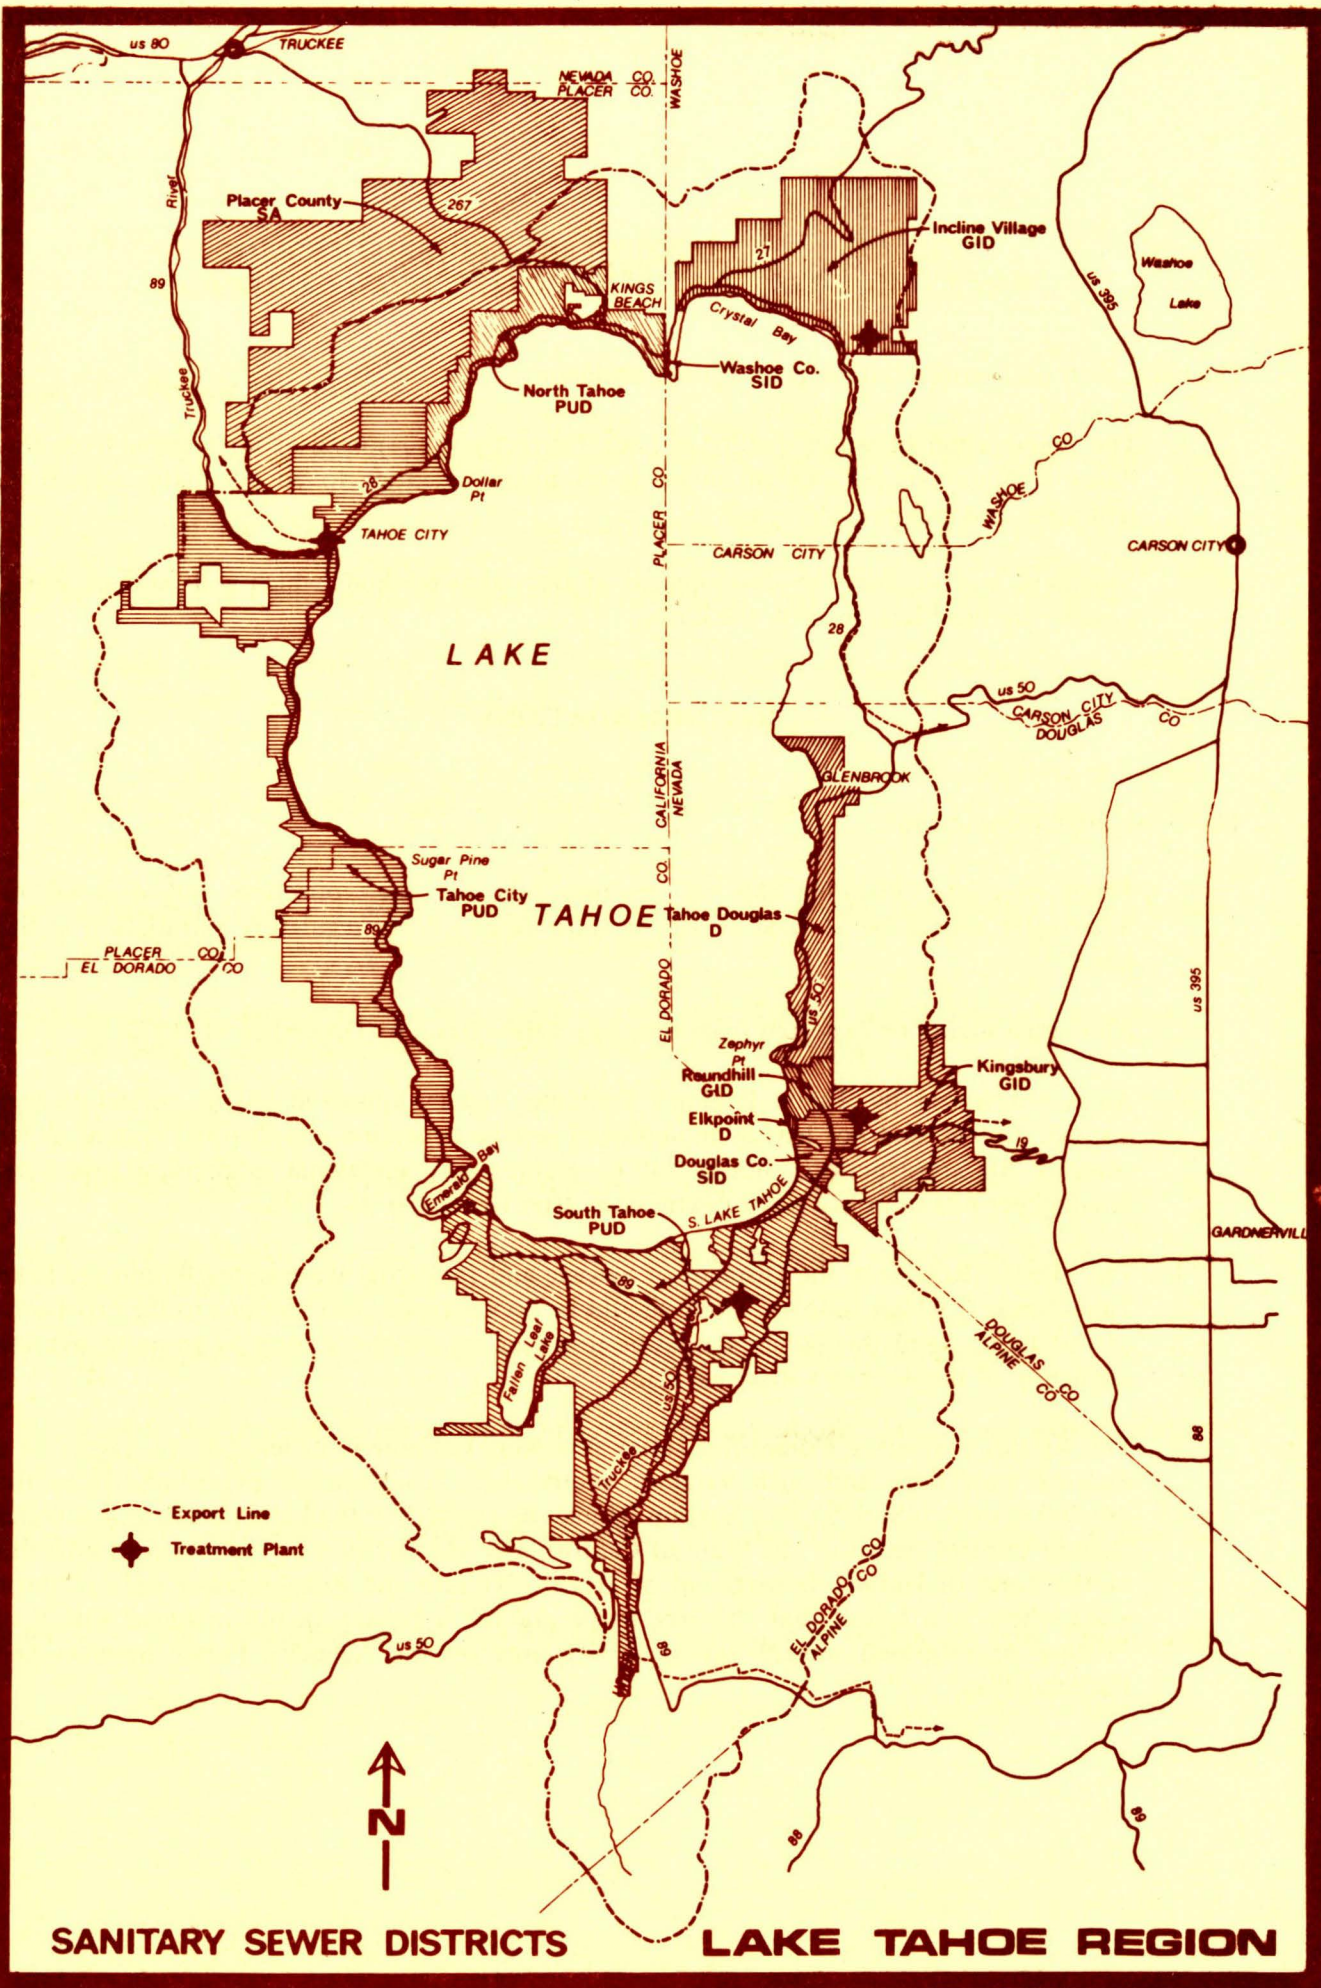 us 80
TRUCKEE
NEVADA CO.
PLACER CO.
WASHOE
River
Placer County
SA
267
Incline Village
GID
27
Washoe
Lake
us 395
89
KINGS
BEACH
Crystal Bay
Truckee
Washoe Co.
SID
North Tahoe
PUD
WASHOE CO
28
Dollar
Pt
PLACER CO
TAHOE CITY
CARSON CITY
CARSON CITY
LAKE
28
us 50
CARSON CITY
DOUGLAS CO
CALIFORNIA
NEVADA
GLENBROOK
Sugar Pine
Pt
Tahoe City
PUD
TAHOE
Tahoe Douglas
D
89
PLACER CO
EL DORADO CO
EL DORADO CO.
us 50
us 395
Zephyr
Pt
Roundhill
GID
Kingsbury
GID
Elkpoint
D
19
Douglas Co.
SID
Emerald Bay
South Tahoe
PUD
S. LAKE TAHOE
GARDNERVILL
89
Fallen Leaf
Lake
DOUGLAS CO
ALPINE CO
us 50
88
Truckee
Export Line
Treatment Plant
EL DORADO CO
ALPINE CO
us 50
89
N
88
89
SANITARY SEWER DISTRICTS
LAKE TAHOE REGION